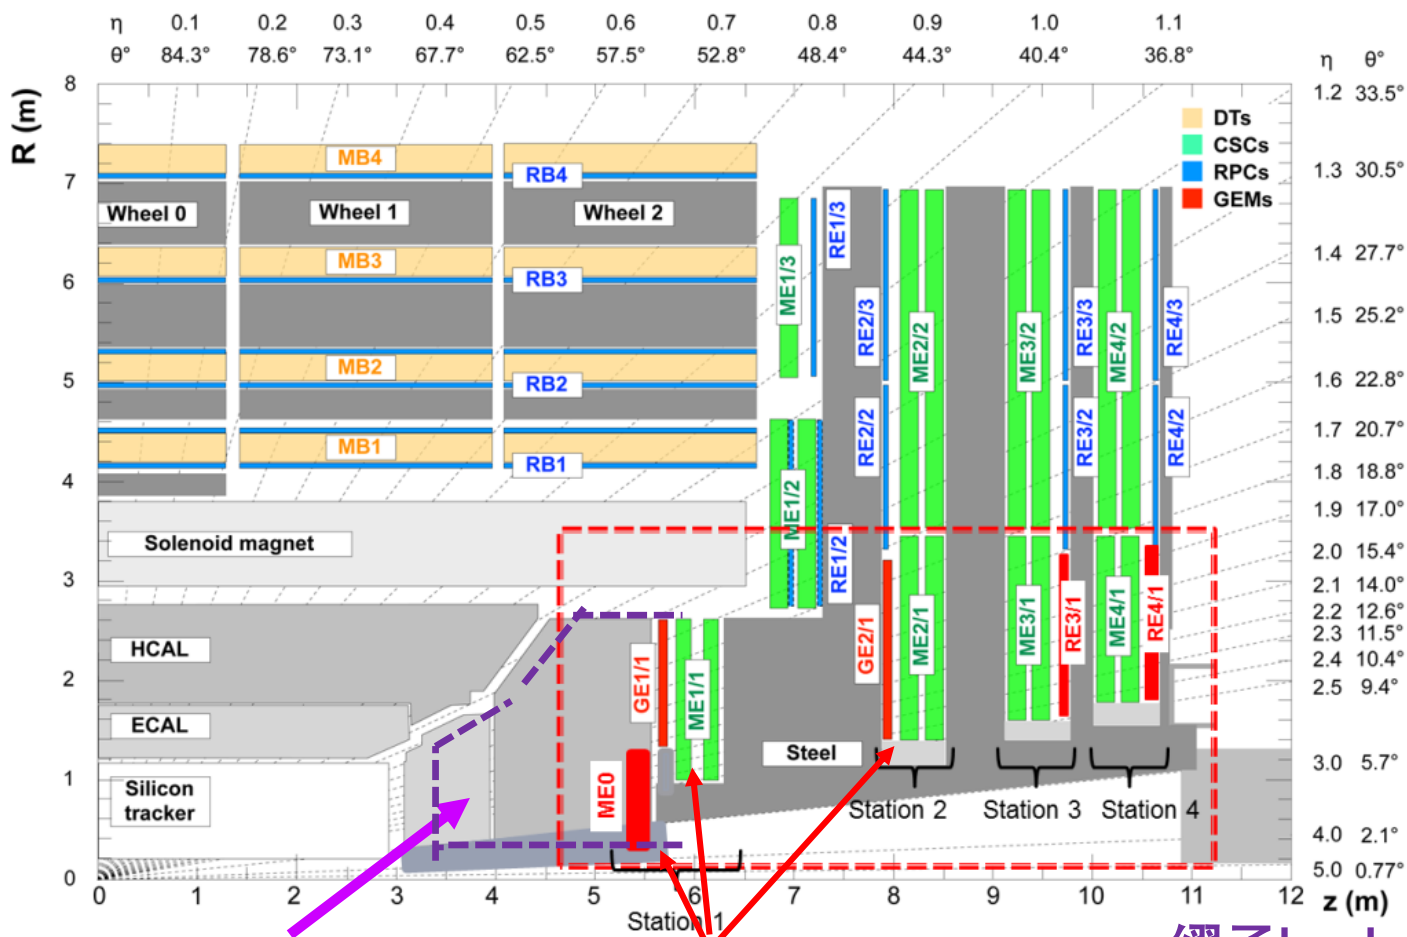 η 0.1 0.2 0.3 0.4 0.5 0.6 0.7 0.8 0.9 1.0 1.1
θ° 84.3° 78.6° 73.1° 67.7° 62.5° 57.5° 52.8° 48.4° 44.3° 40.4° 36.8° η θ°
R (m)
8
7
6
5
4
3
2
1
0
1.2 33.5°
1.3 30.5°
1.4 27.7°
1.5 25.2°
1.6 22.8°
1.7 20.7°
1.8 18.8°
1.9 17.0°
2.0 15.4°
2.1 14.0°
2.2 12.6°
2.3 11.5°
2.4 10.4°
2.5 9.4°
3.0 5.7°
4.0 2.1°
5.0 0.77°
DTs
CSCs
RPCs
GEMs
MB4
RB4
Wheel 0 Wheel 1 Wheel 2
MB3
RB3
MB2
RB2
MB1
RB1
Solenoid magnet
HCAL
ECAL
Silicon
tracker
ME1/3
RE1/3
ME1/2
RE1/2
RE2/3
RE2/2
ME2/2
ME3/2
RE3/3
RE3/2
ME4/2
RE4/3
RE4/2
GE1/1
ME1/1
ME0
GE2/1
ME2/1
ME3/1
RE3/1
ME4/1
RE4/1
Steel
Station 2 Station 3 Station 4
Station 1
0 1 2 3 4 5 6 7 8 9 10 11 12
z (m)